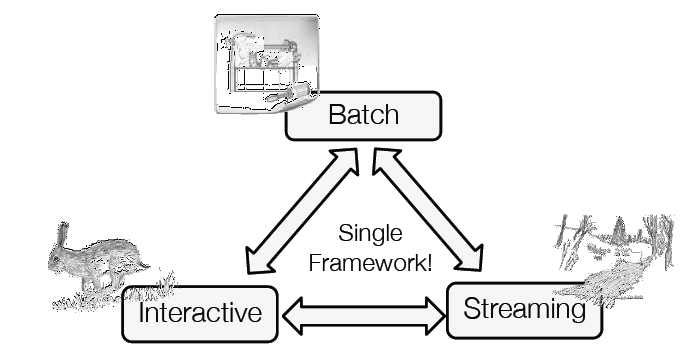 Batch
Single
Framework!
Interactive
Streaming